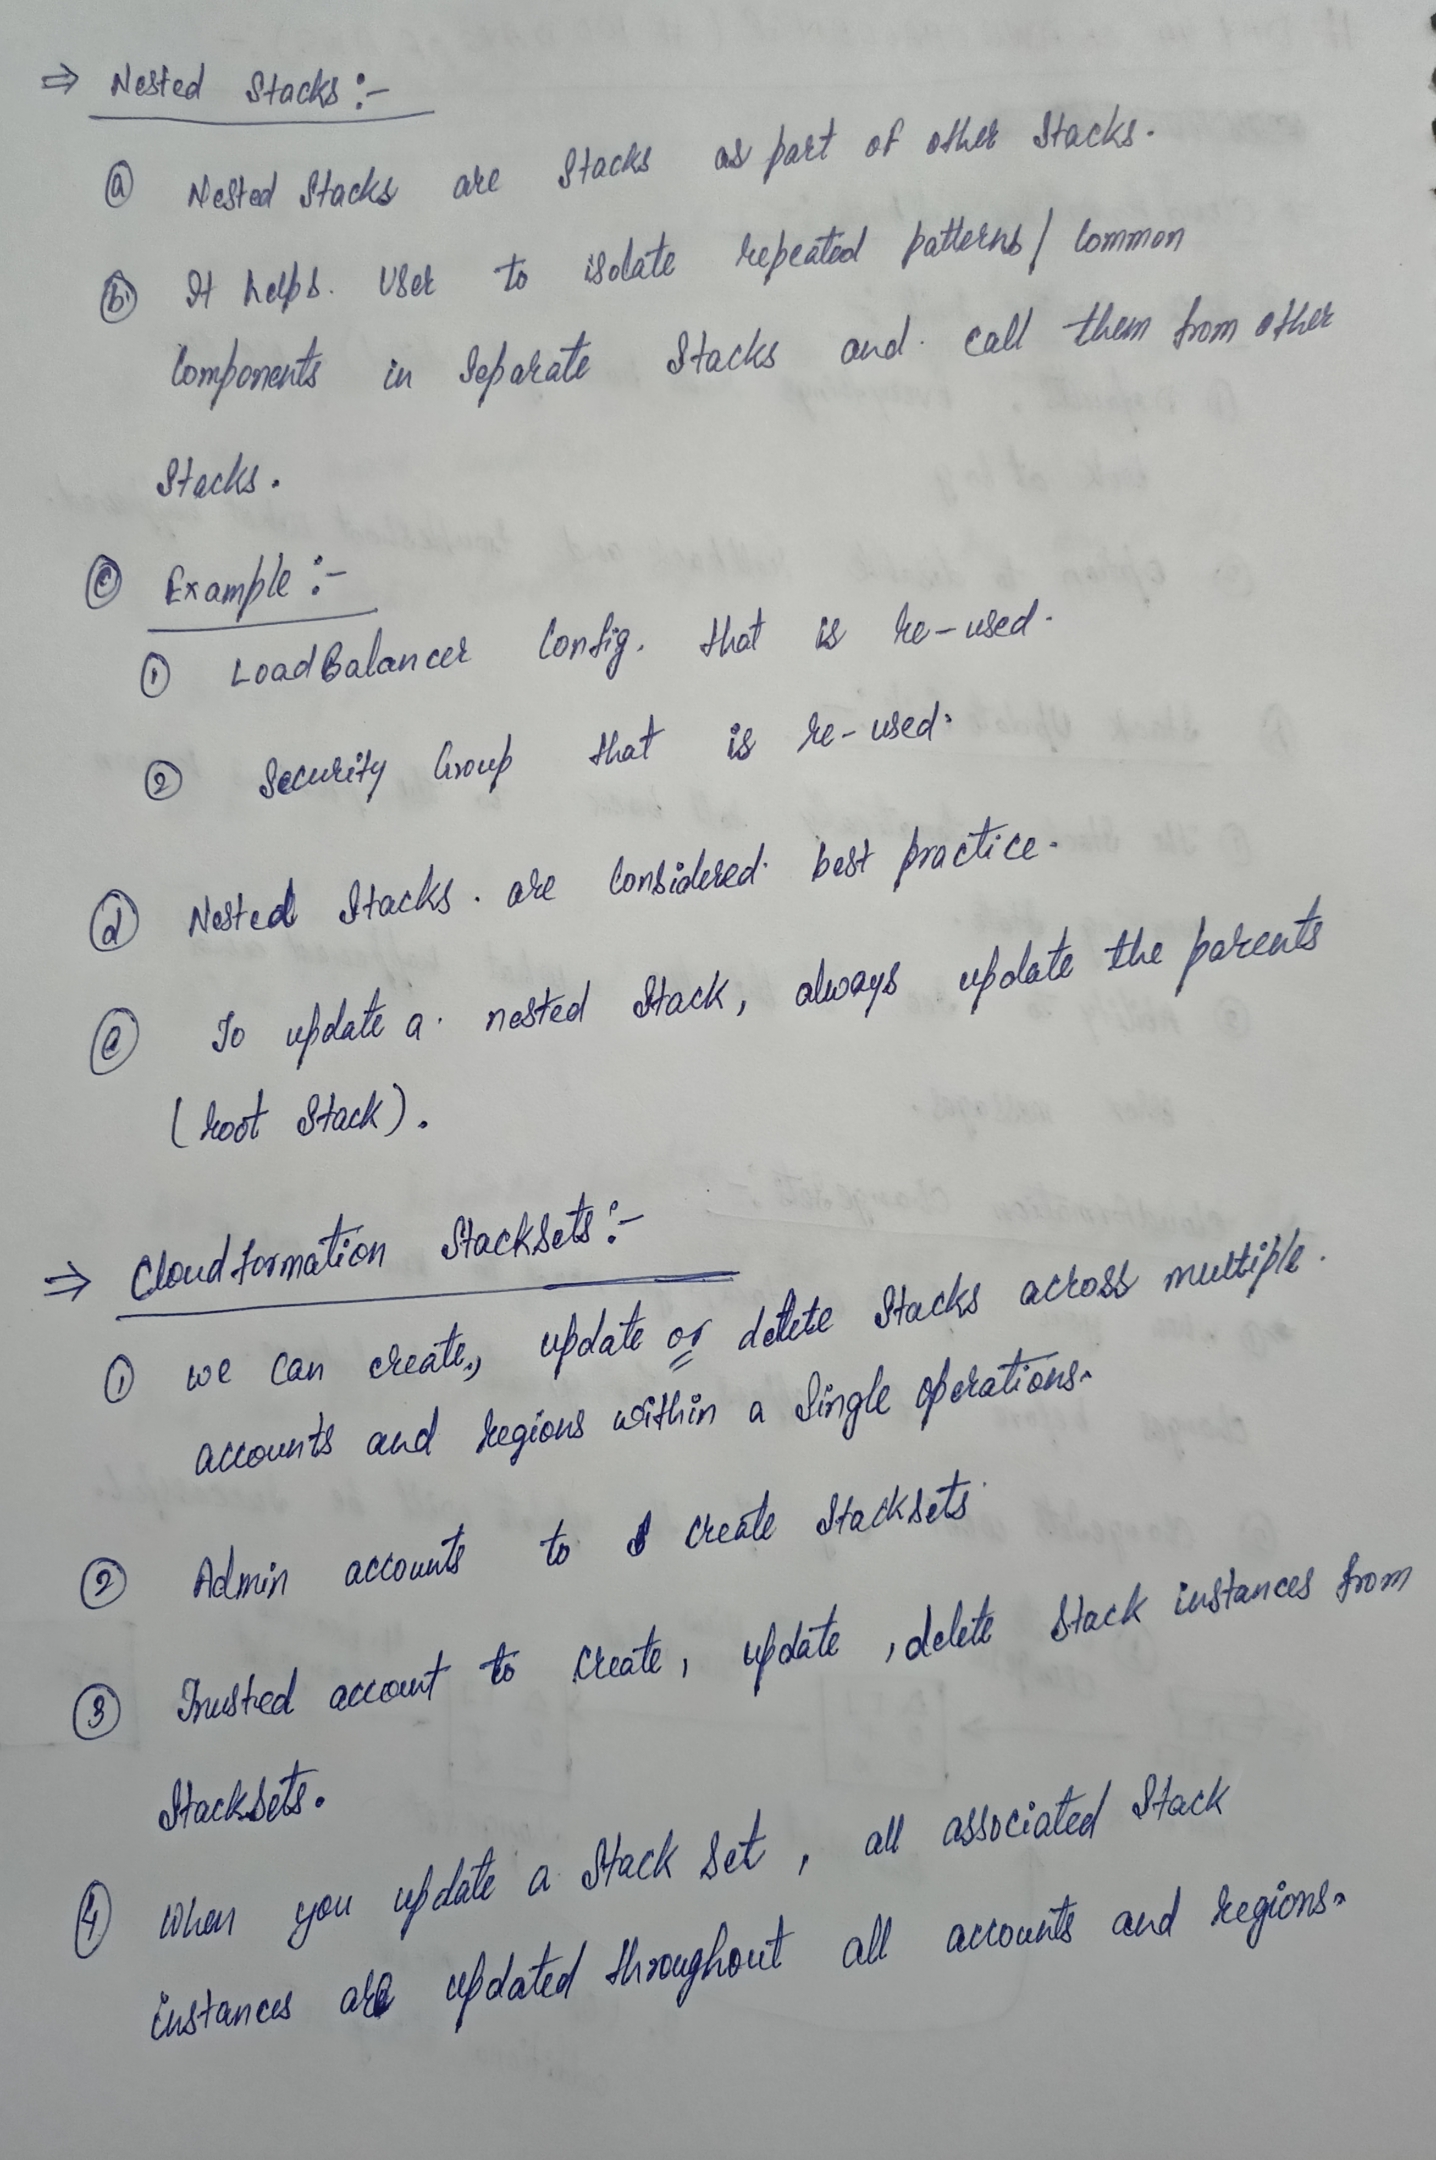 ⇒ Nested Stacks :-
ⓐ Nested Stacks are Stacks as part of other Stacks.
ⓑ It helps. User to isolate repeated patterns / Common
Components in Separate Stacks and. call them from other
Stacks.
ⓒ Example :-
① LoadBalancer Config. that is re-used.
② Security Group that is re-used.
ⓓ Nested Stacks. are Considered. best practice.
ⓔ To update a. nested Stack, always update the parents
(root Stack).
⇒ Cloudformation StackSets :-
① we can create, update or delete Stacks across multiple.
accounts and regions within a Single operations.
② Admin accounts to create StackSets
③ Trusted account to Create, update, delete Stack instances from
StackSets.
④ When you update a Stack Set, all associated Stack
instances are updated throughout all accounts and regions.